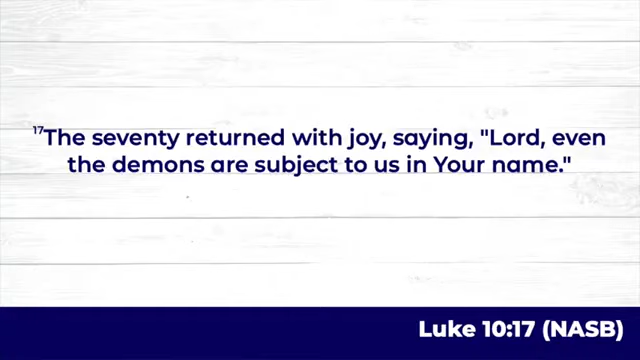 17The seventy returned with joy, saying, "Lord, even
the demons are subject to us in Your name."
Luke 10:17 (NASB)